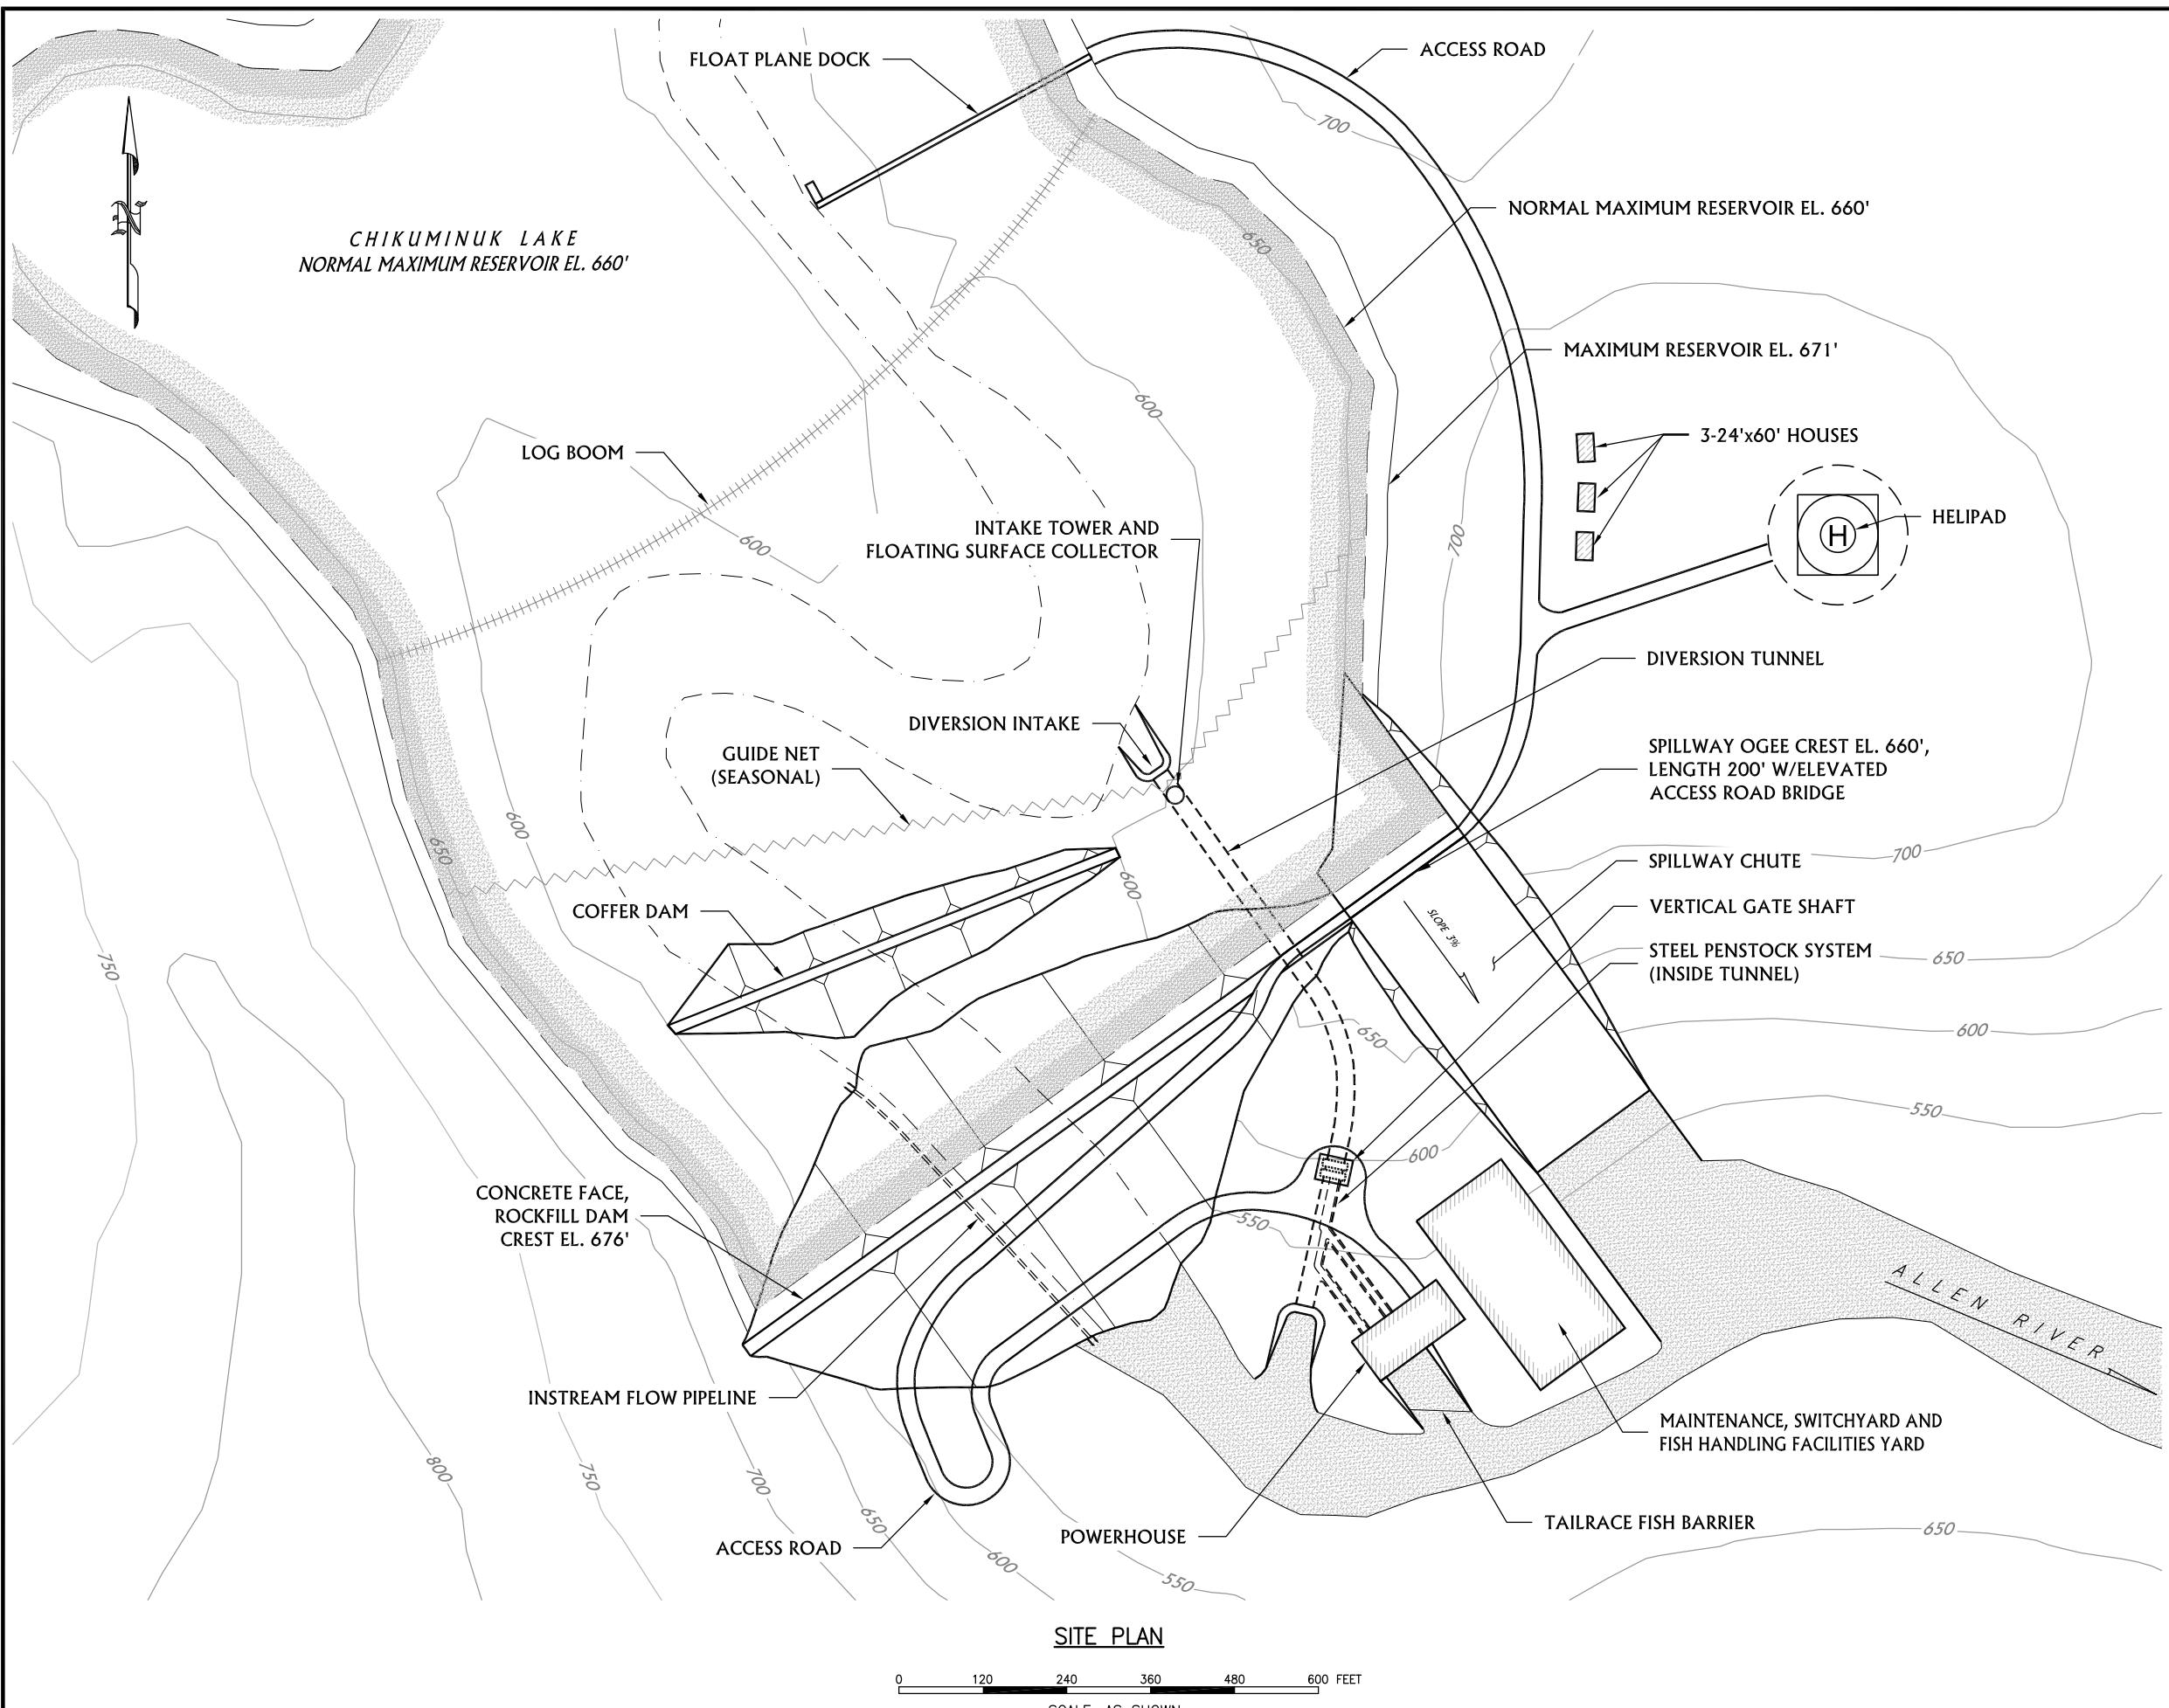 FLOAT PLANE DOCK
ACCESS ROAD
700
N
CHIKUMINUK LAKE
NORMAL MAXIMUM RESERVOIR EL. 660'
NORMAL MAXIMUM RESERVOIR EL. 660'
650
MAXIMUM RESERVOIR EL. 671'
600
3-24'x60' HOUSES
LOG BOOM
HELIPAD
H
INTAKE TOWER AND
FLOATING SURFACE COLLECTOR
600
700
DIVERSION TUNNEL
DIVERSION INTAKE
GUIDE NET
(SEASONAL)
SPILLWAY OGEE CREST EL. 660',
LENGTH 200' W/ELEVATED
ACCESS ROAD BRIDGE
600
650
700
SPILLWAY CHUTE
600
COFFER DAM
VERTICAL GATE SHAFT
SLOPE 3%
STEEL PENSTOCK SYSTEM
(INSIDE TUNNEL)
650
750
650
600
550
600
CONCRETE FACE,
ROCKFILL DAM
CREST EL. 676'
550
ALLEN RIVER
INSTREAM FLOW PIPELINE
MAINTENANCE, SWITCHYARD AND
FISH HANDLING FACILITIES YARD
800
750
700
650
600
550
ACCESS ROAD
POWERHOUSE
TAILRACE FISH BARRIER
650
SITE PLAN
0 120 240 360 480 600 FEET
SCALE AS SHOWN